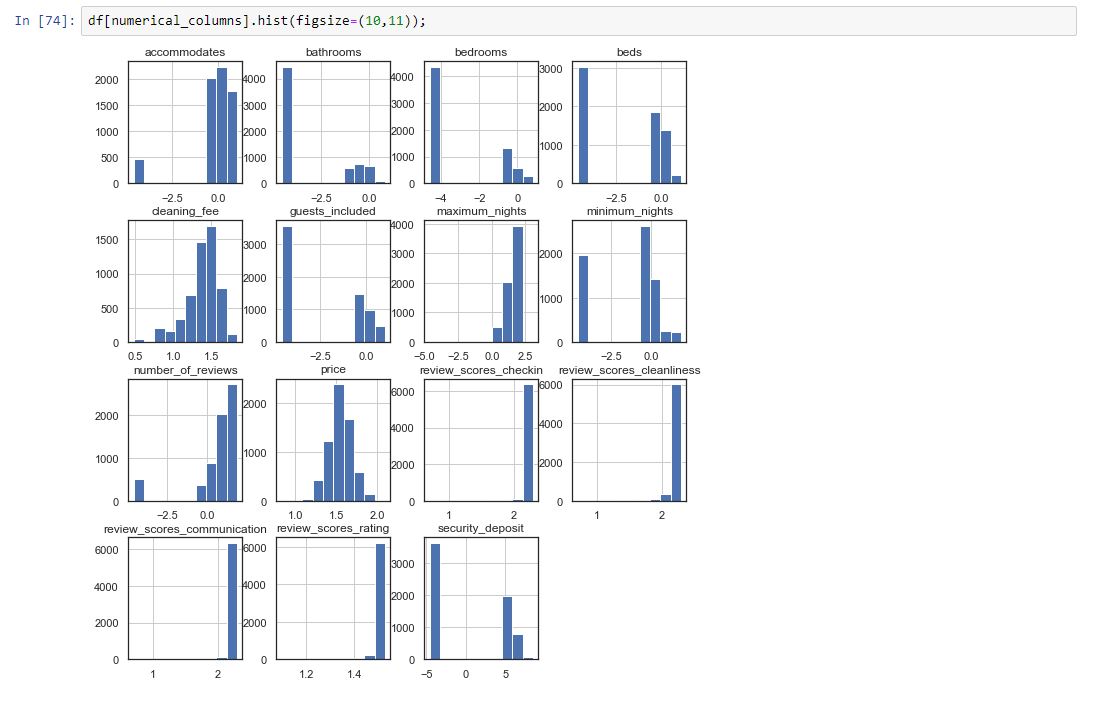 In [74]: df[numerical_columns].hist(figsize=(10,11));
accommodates bathrooms bedrooms beds
2000 1500 1000 500 0
4000 3000 2000 1000 0
4000 3000 2000 1000 0
3000 2000 1000 0
−2.5 0.0 −2.5 0.0 −4 −2 0 −2.5 0.0
cleaning_fee guests_included maximum_nights minimum_nights
1500 1000 500 0
3000 2000 1000 0
4000 3000 2000 1000 0
2000 1000 0
0.5 1.0 1.5 −2.5 0.0 −5.0 −2.5 0.0 2.5 −2.5 0.0
number_of_reviews price review_scores_checkin review_scores_cleanliness
2000 1000 0
2000 1000 0
6000 4000 2000 0
6000 4000 2000 0
−2.5 0.0 1.0 1.5 2.0 1 2 1 2
review_scores_communication review_scores_rating security_deposit
6000 4000 2000 0
6000 4000 2000 0
3000 2000 1000 0
1 2 1.2 1.4 −5 0 5